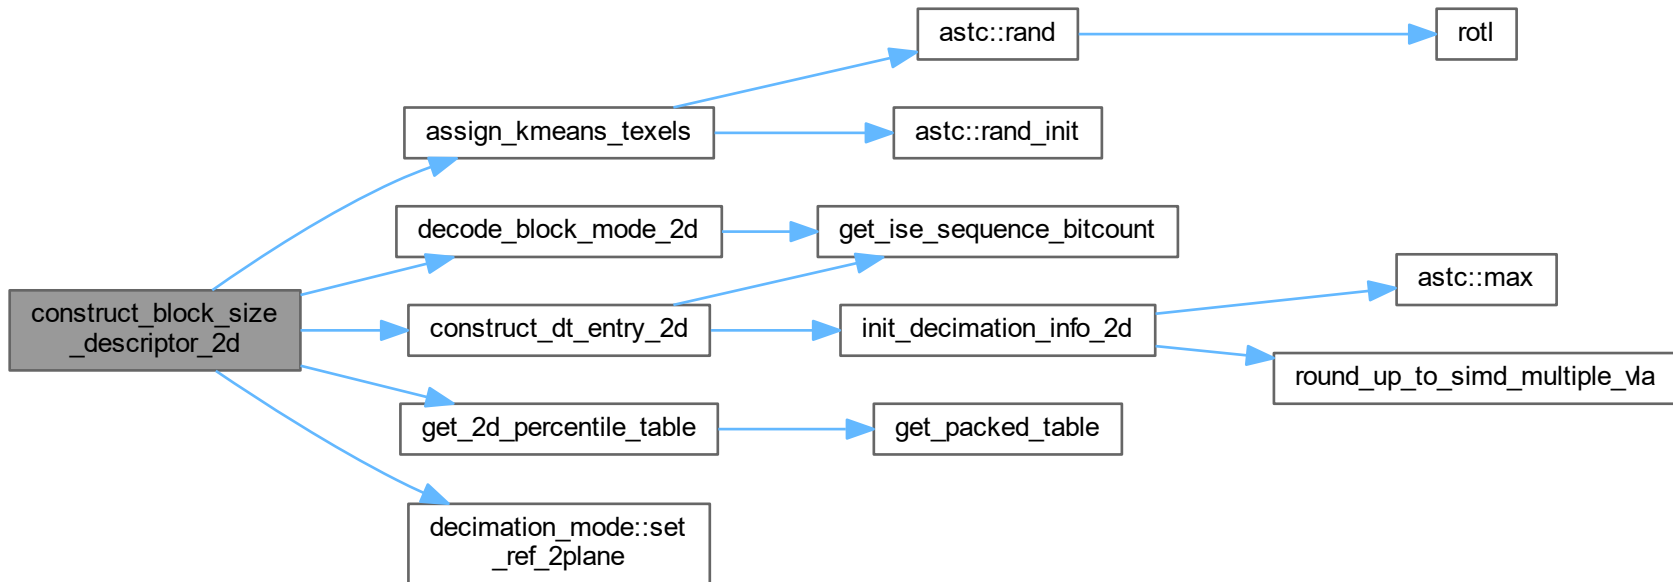 astc::rand
rotl
assign_kmeans_texels
astc::rand_init
decode_block_mode_2d
get_ise_sequence_bitcount
astc::max
construct_block_size
_descriptor_2d
construct_dt_entry_2d
init_decimation_info_2d
round_up_to_simd_multiple_vla
get_2d_percentile_table
get_packed_table
decimation_mode::set
_ref_2plane